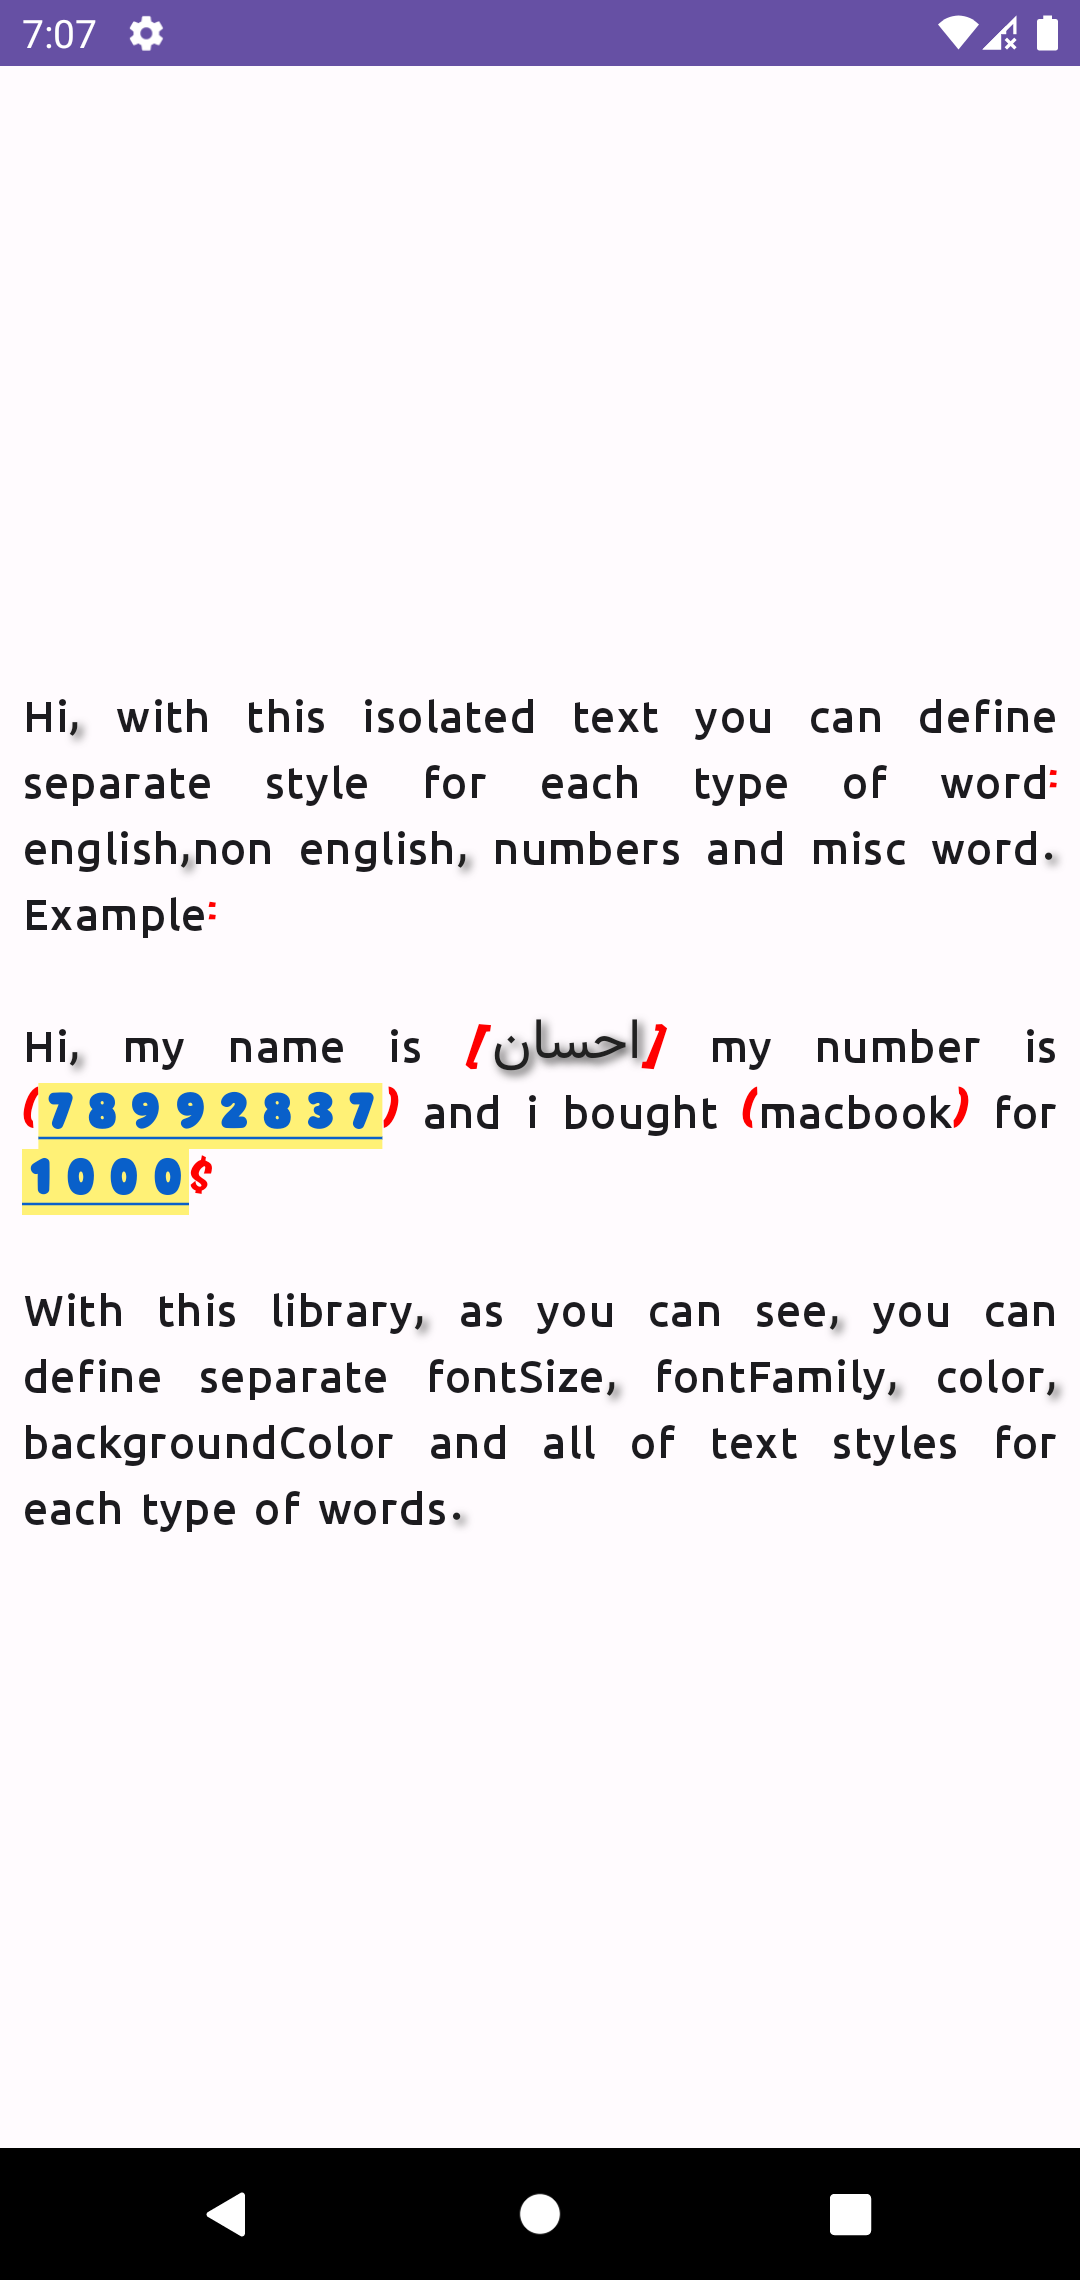 7:07
Hi, with this isolated text you can define
separate style for each type of word:
english,non english, numbers and misc word.
Example:
Hi, my name is [احسان] my number is
(78992837) and i bought (macbook) for
1000$
With this library, as you can see, you can
define separate fontSize, fontFamily, color,
backgroundColor and all of text styles for
each type of words.